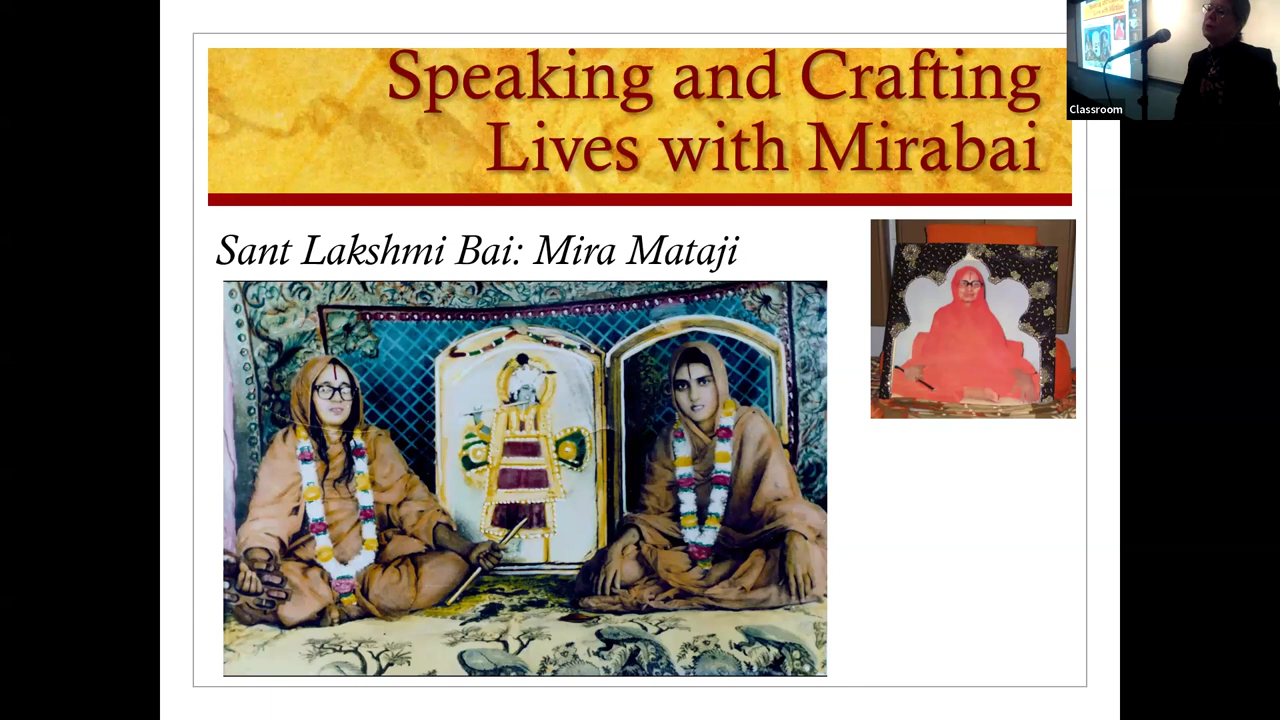 Speaking and Crafting
Lives with Mirabai
Sant Lakshmi Bai: Mira Mataji
Classroom